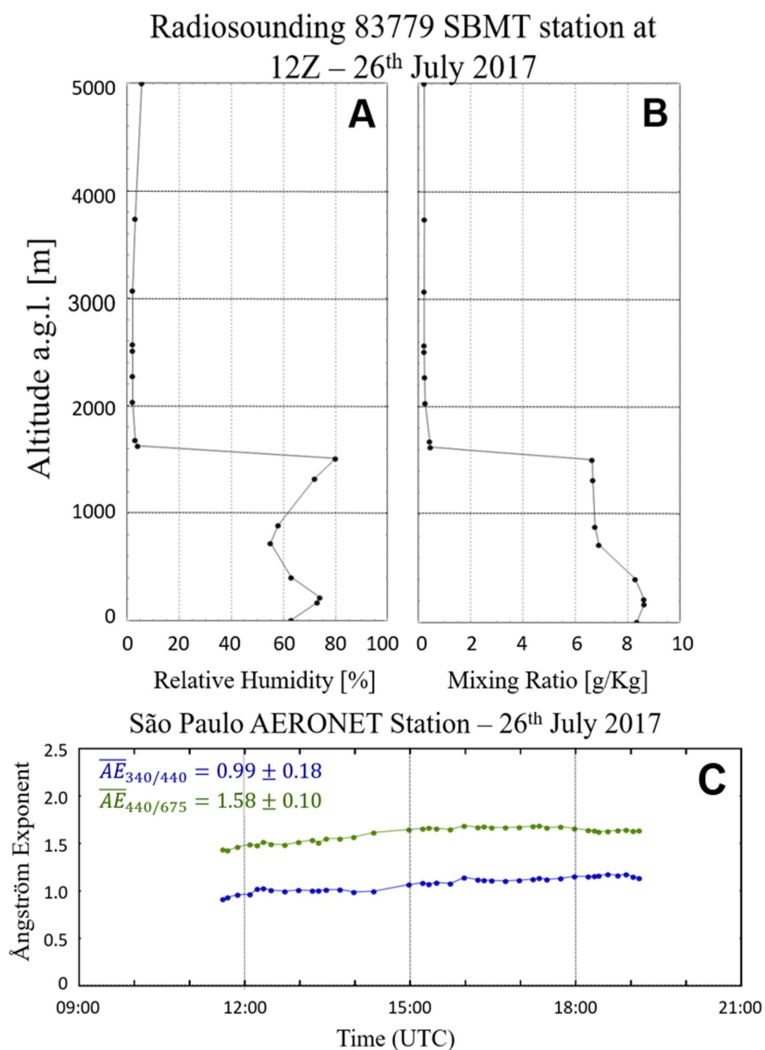 Radiosounding 83779 SBMT station at
12Z – 26th July 2017
A
B
5000
4000
3000
2000
1000
0
Altitude a.g.l. [m]
0 20 40 60 80 100
0 2 4 6 8 10
Relative Humidity [%]
Mixing Ratio [g/Kg]
São Paulo AERONET Station – 26th July 2017
C
AE340/440 = 0.99 ± 0.18
AE440/675 = 1.58 ± 0.10
2.5
2.0
1.5
1.0
0.5
0
Ångström Exponent
09:00 12:00 15:00 18:00 21:00
Time (UTC)